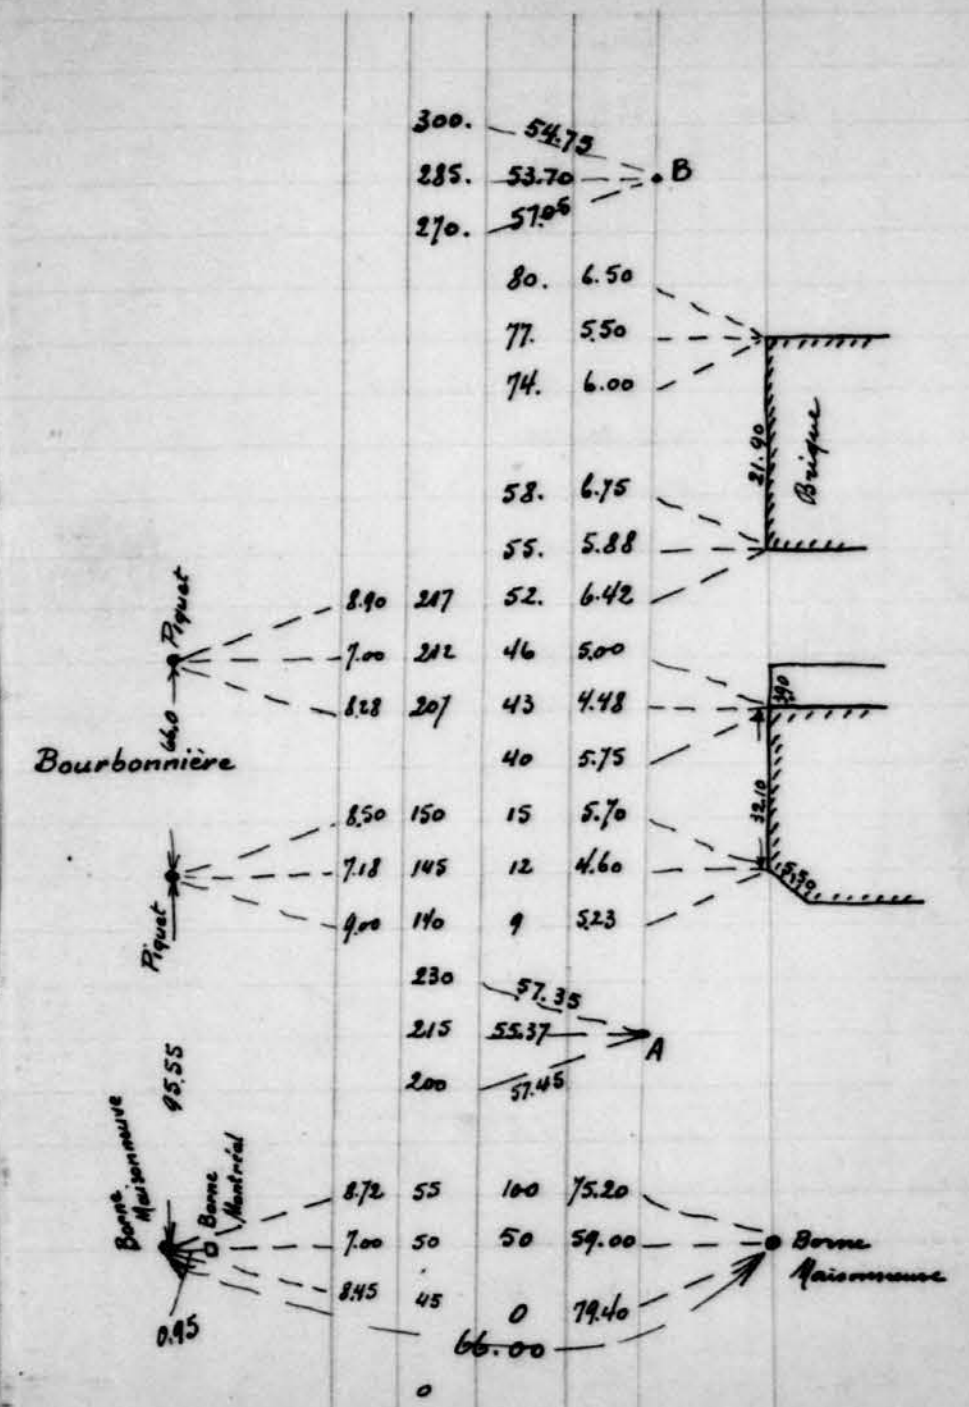 300. 54.75
285. 53.70 B
270. 57.05
80. 6.50
77. 5.50
74. 6.00
21.90 Brique
58. 6.75
55. 5.88
Piquet 8.90 217 52. 6.42
7.00 212 46 5.00
3.90
66.0 8.28 207 43 4.48
Bourbonnière 40 5.75
8.50 150 15 5.70 32.10
7.18 145 12 4.60
5.50
Piquet 9.00 140 9 5.23
230 57.35
215 55.37 A
95.55 200 57.45
Borne Maisonneuve
Borne Montréal
8.72 55 100 75.20
7.00 50 50 59.00 Borne
Maisonneuve
8.45 45 0 79.40
0.95
66.00
0